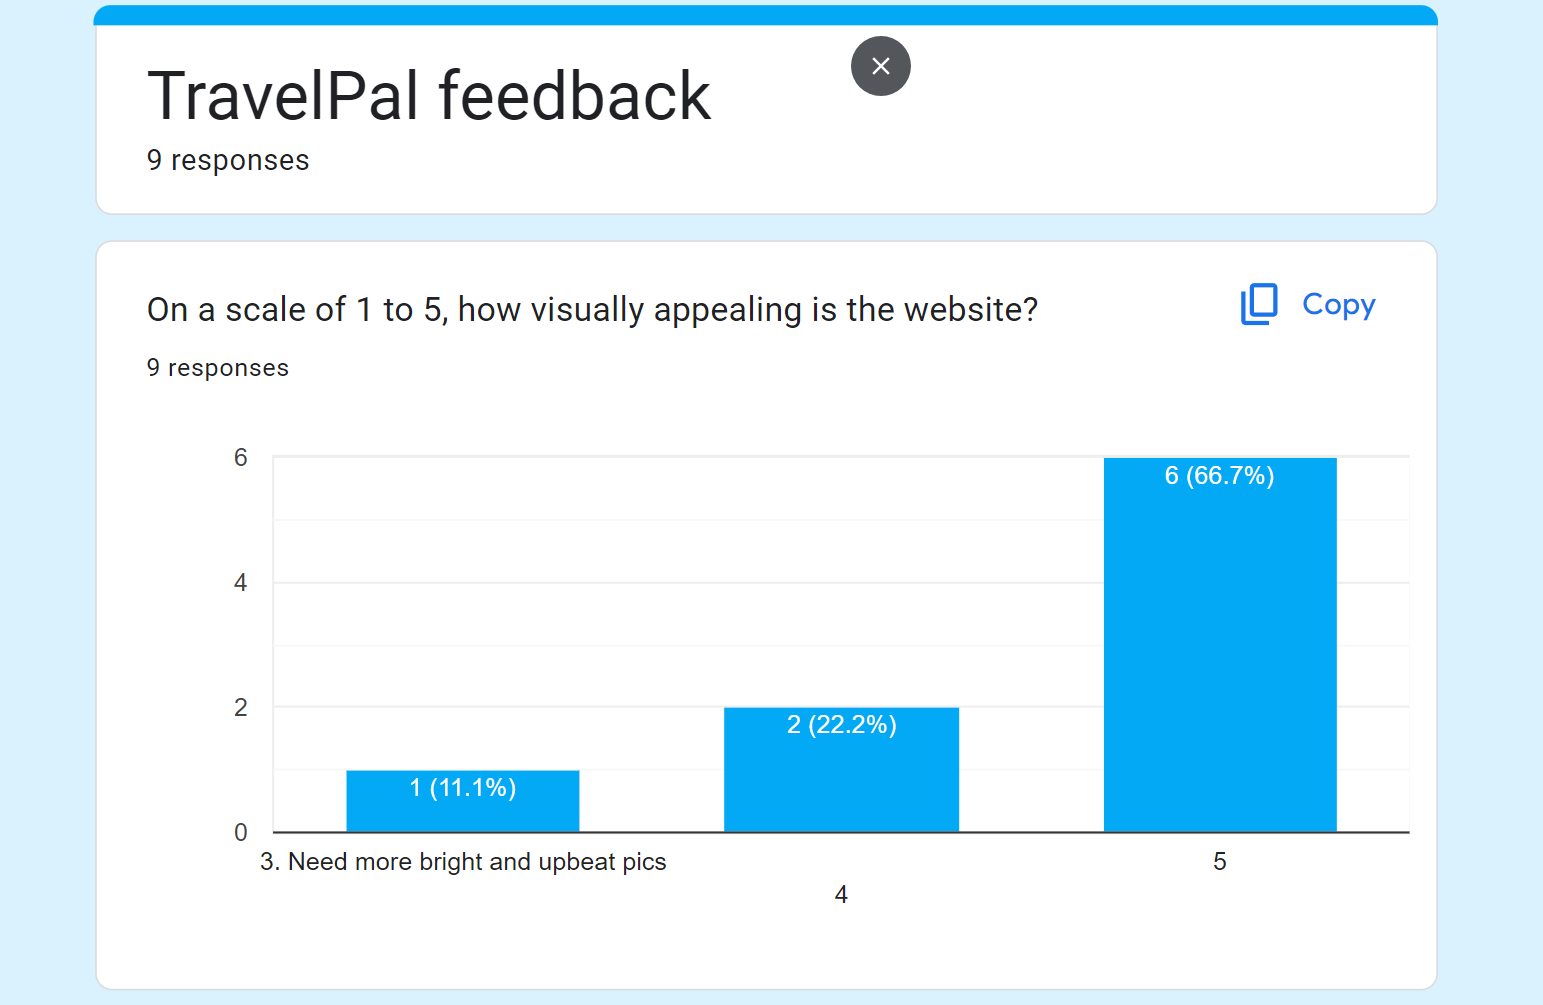 TravelPal feedback
9 responses
On a scale of 1 to 5, how visually appealing is the website?
Copy
9 responses
6
4
2
0
1 (11.1%)
2 (22.2%)
6 (66.7%)
3. Need more bright and upbeat pics
4
5